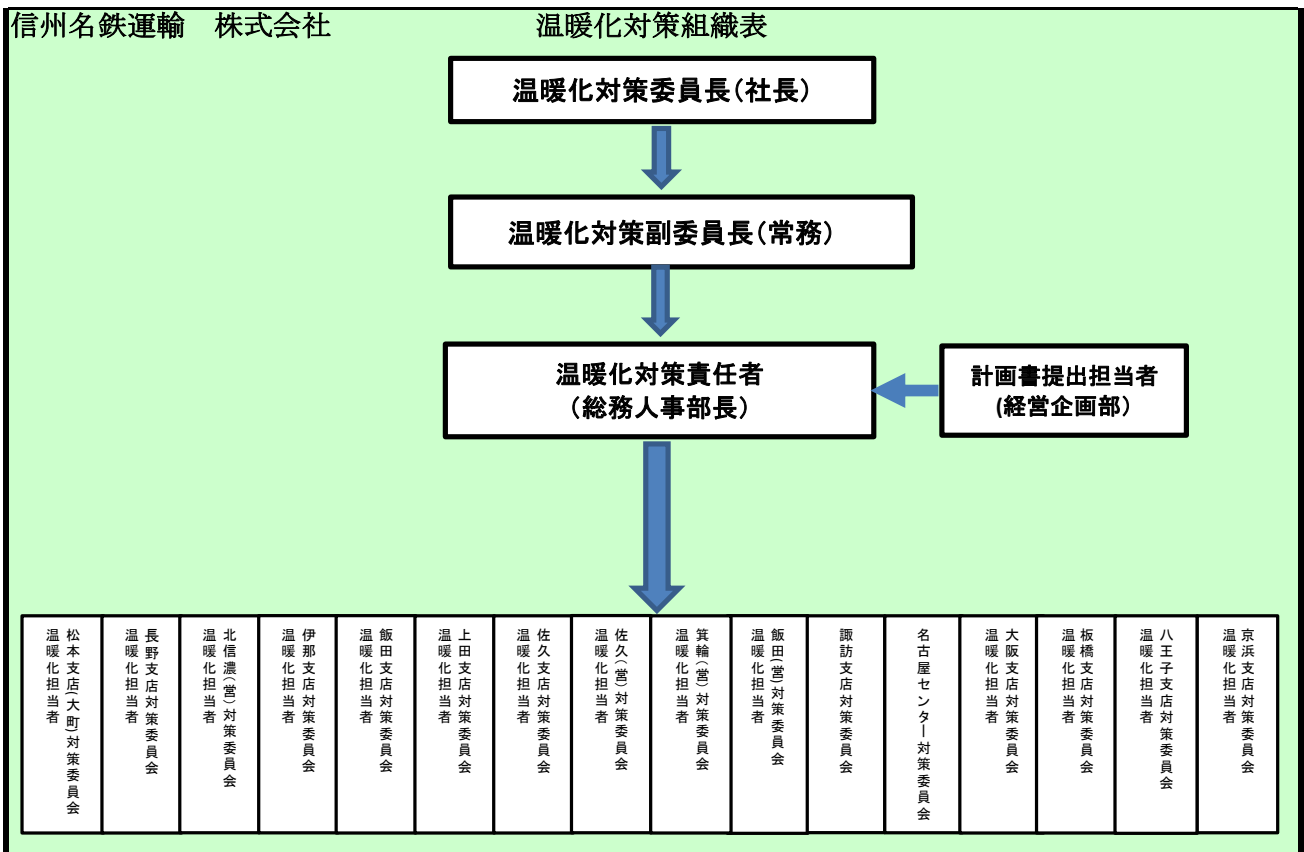 信州名鉄運輸　株式会社　温暖化対策組織表
温暖化対策委員長（社長）
温暖化対策副委員長（常務）
温暖化対策責任者
（総務人事部長）
計画書提出担当者
(経営企画部）
松本支店(大町)対策委員会
温暖化担当者
長野支店対策委員会
温暖化担当者
北信濃（営）対策委員会
温暖化担当者
伊那支店対策委員会
温暖化担当者
飯田支店対策委員会
温暖化担当者
上田支店対策委員会
温暖化担当者
佐久支店対策委員会
温暖化担当者
佐久（営）対策委員会
温暖化担当者
箕輪（営）対策委員会
温暖化担当者
飯田(営)対策委員会
温暖化担当者
諏訪支店対策委員会
名古屋センター対策委員会
大阪支店対策委員会
温暖化担当者
板橋支店対策委員会
温暖化担当者
八王子支店対策委員会
温暖化担当者
京浜支店対策委員会
温暖化担当者